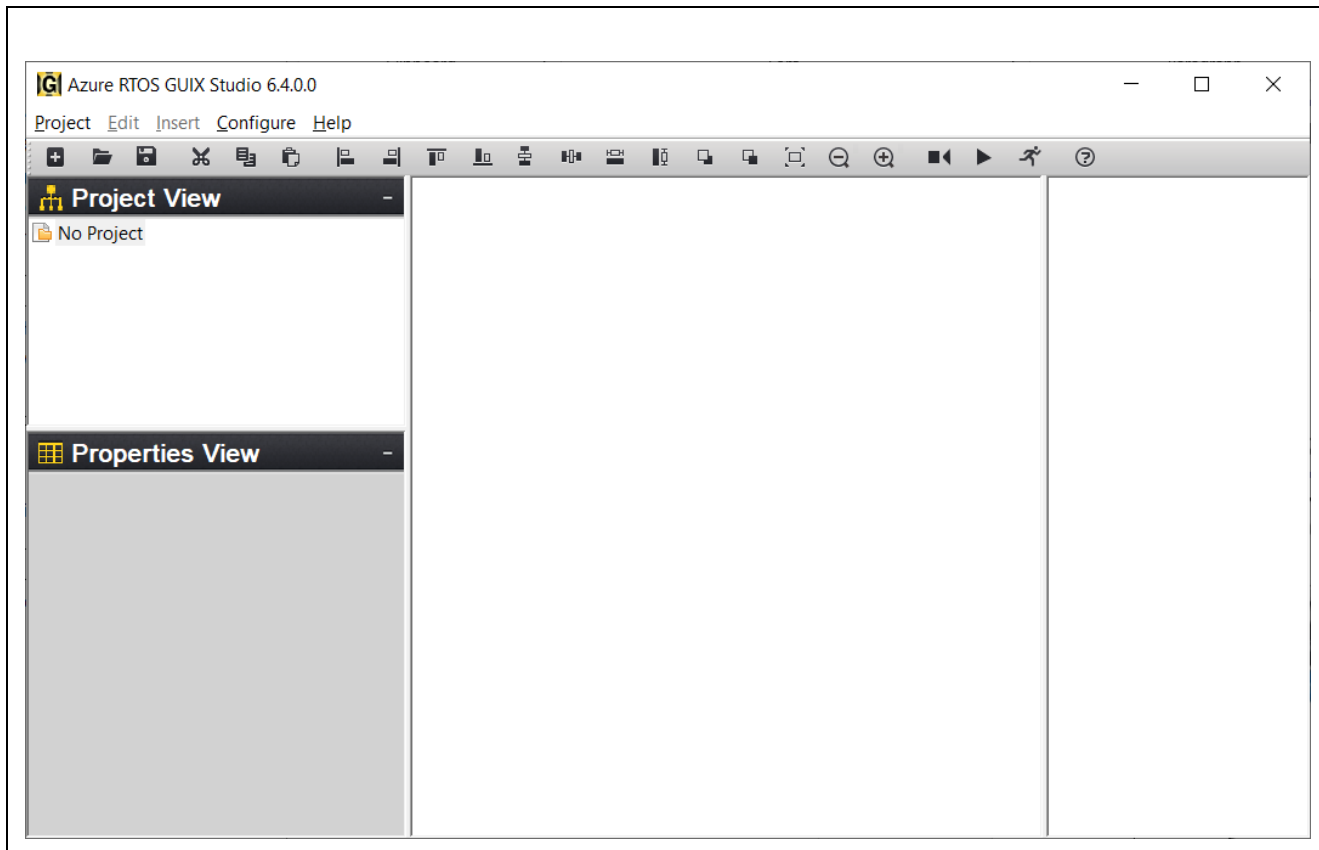 Azure RTOS GUIX Studio 6.4.0.0
Project Edit Insert Configure Help
Project View
No Project
Properties View